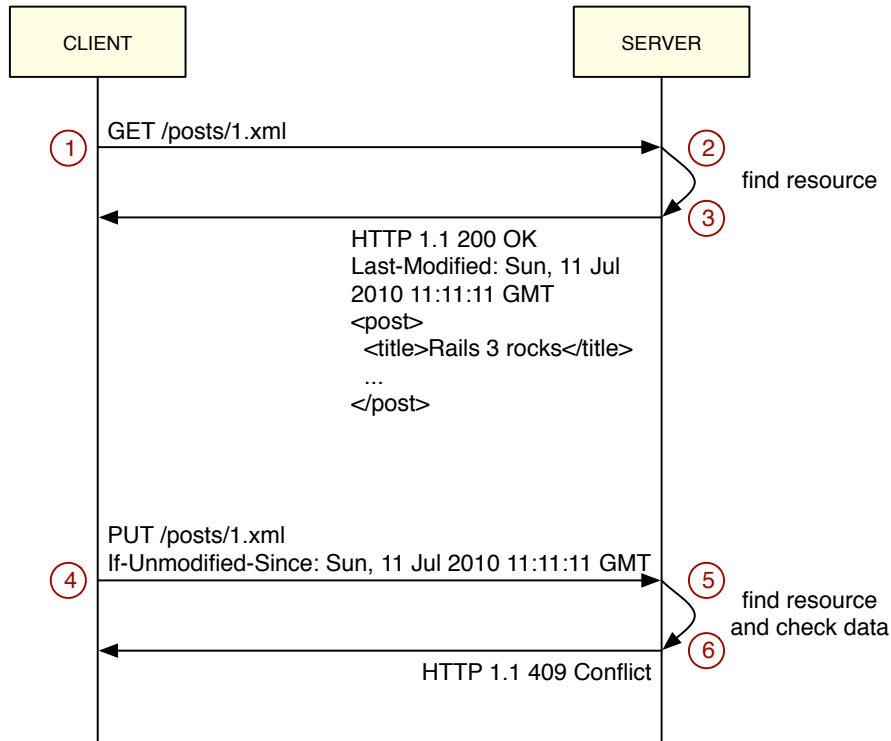 CLIENT
SERVER
GET /posts/1.xml
1
2
find resource
3
HTTP 1.1 200 OK
Last-Modified: Sun, 11 Jul
2010 11:11:11 GMT
<post>
<title>Rails 3 rocks</title>
...
</post>
PUT /posts/1.xml
If-Unmodified-Since: Sun, 11 Jul 2010 11:11:11 GMT
4
5
find resource
and check data
6
HTTP 1.1 409 Conflict